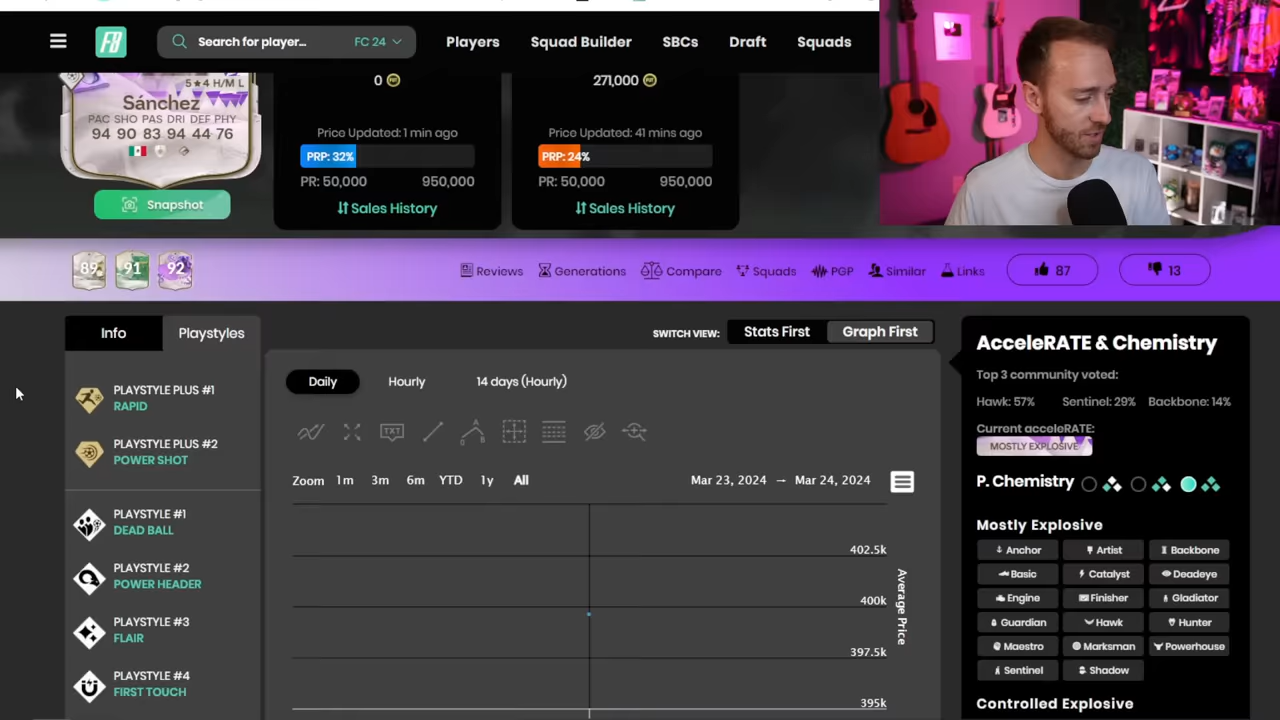 FB
Search for player...
FC 24
Players
Squad Builder
SBCs
Draft
Squads
5★4 H/M L
Sánchez
PAC SHO PAS DRI DEF PHY
94 90 83 94 44 76
Snapshot
0
Price Updated: 1 min ago
PRP: 32%
PR: 50,000
950,000
Sales History
271,000
Price Updated: 41 mins ago
PRP: 24%
PR: 50,000
950,000
Sales History
89
91
92
Reviews
Generations
Compare
Squads
PGP
Similar
Links
87
13
Info
Playstyles
PLAYSTYLE PLUS #1
RAPID
PLAYSTYLE PLUS #2
POWER SHOT
PLAYSTYLE #1
DEAD BALL
PLAYSTYLE #2
POWER HEADER
PLAYSTYLE #3
FLAIR
PLAYSTYLE #4
FIRST TOUCH
SWITCH VIEW:
Stats First
Graph First
Daily
Hourly
14 days (Hourly)
TXT
Zoom 1m 3m 6m YTD 1y All
Mar 23, 2024 → Mar 24, 2024
402.5k
400k
397.5k
395k
Average Price
AcceleRATE & Chemistry
Top 3 community voted:
Hawk: 57% Sentinel: 29% Backbone: 14%
Current acceleRATE:
MOSTLY EXPLOSIVE
P. Chemistry
Mostly Explosive
Anchor Artist Backbone
Basic Catalyst Deadeye
Engine Finisher Gladiator
Guardian Hawk Hunter
Maestro Marksman Powerhouse
Sentinel Shadow
Controlled Explosive